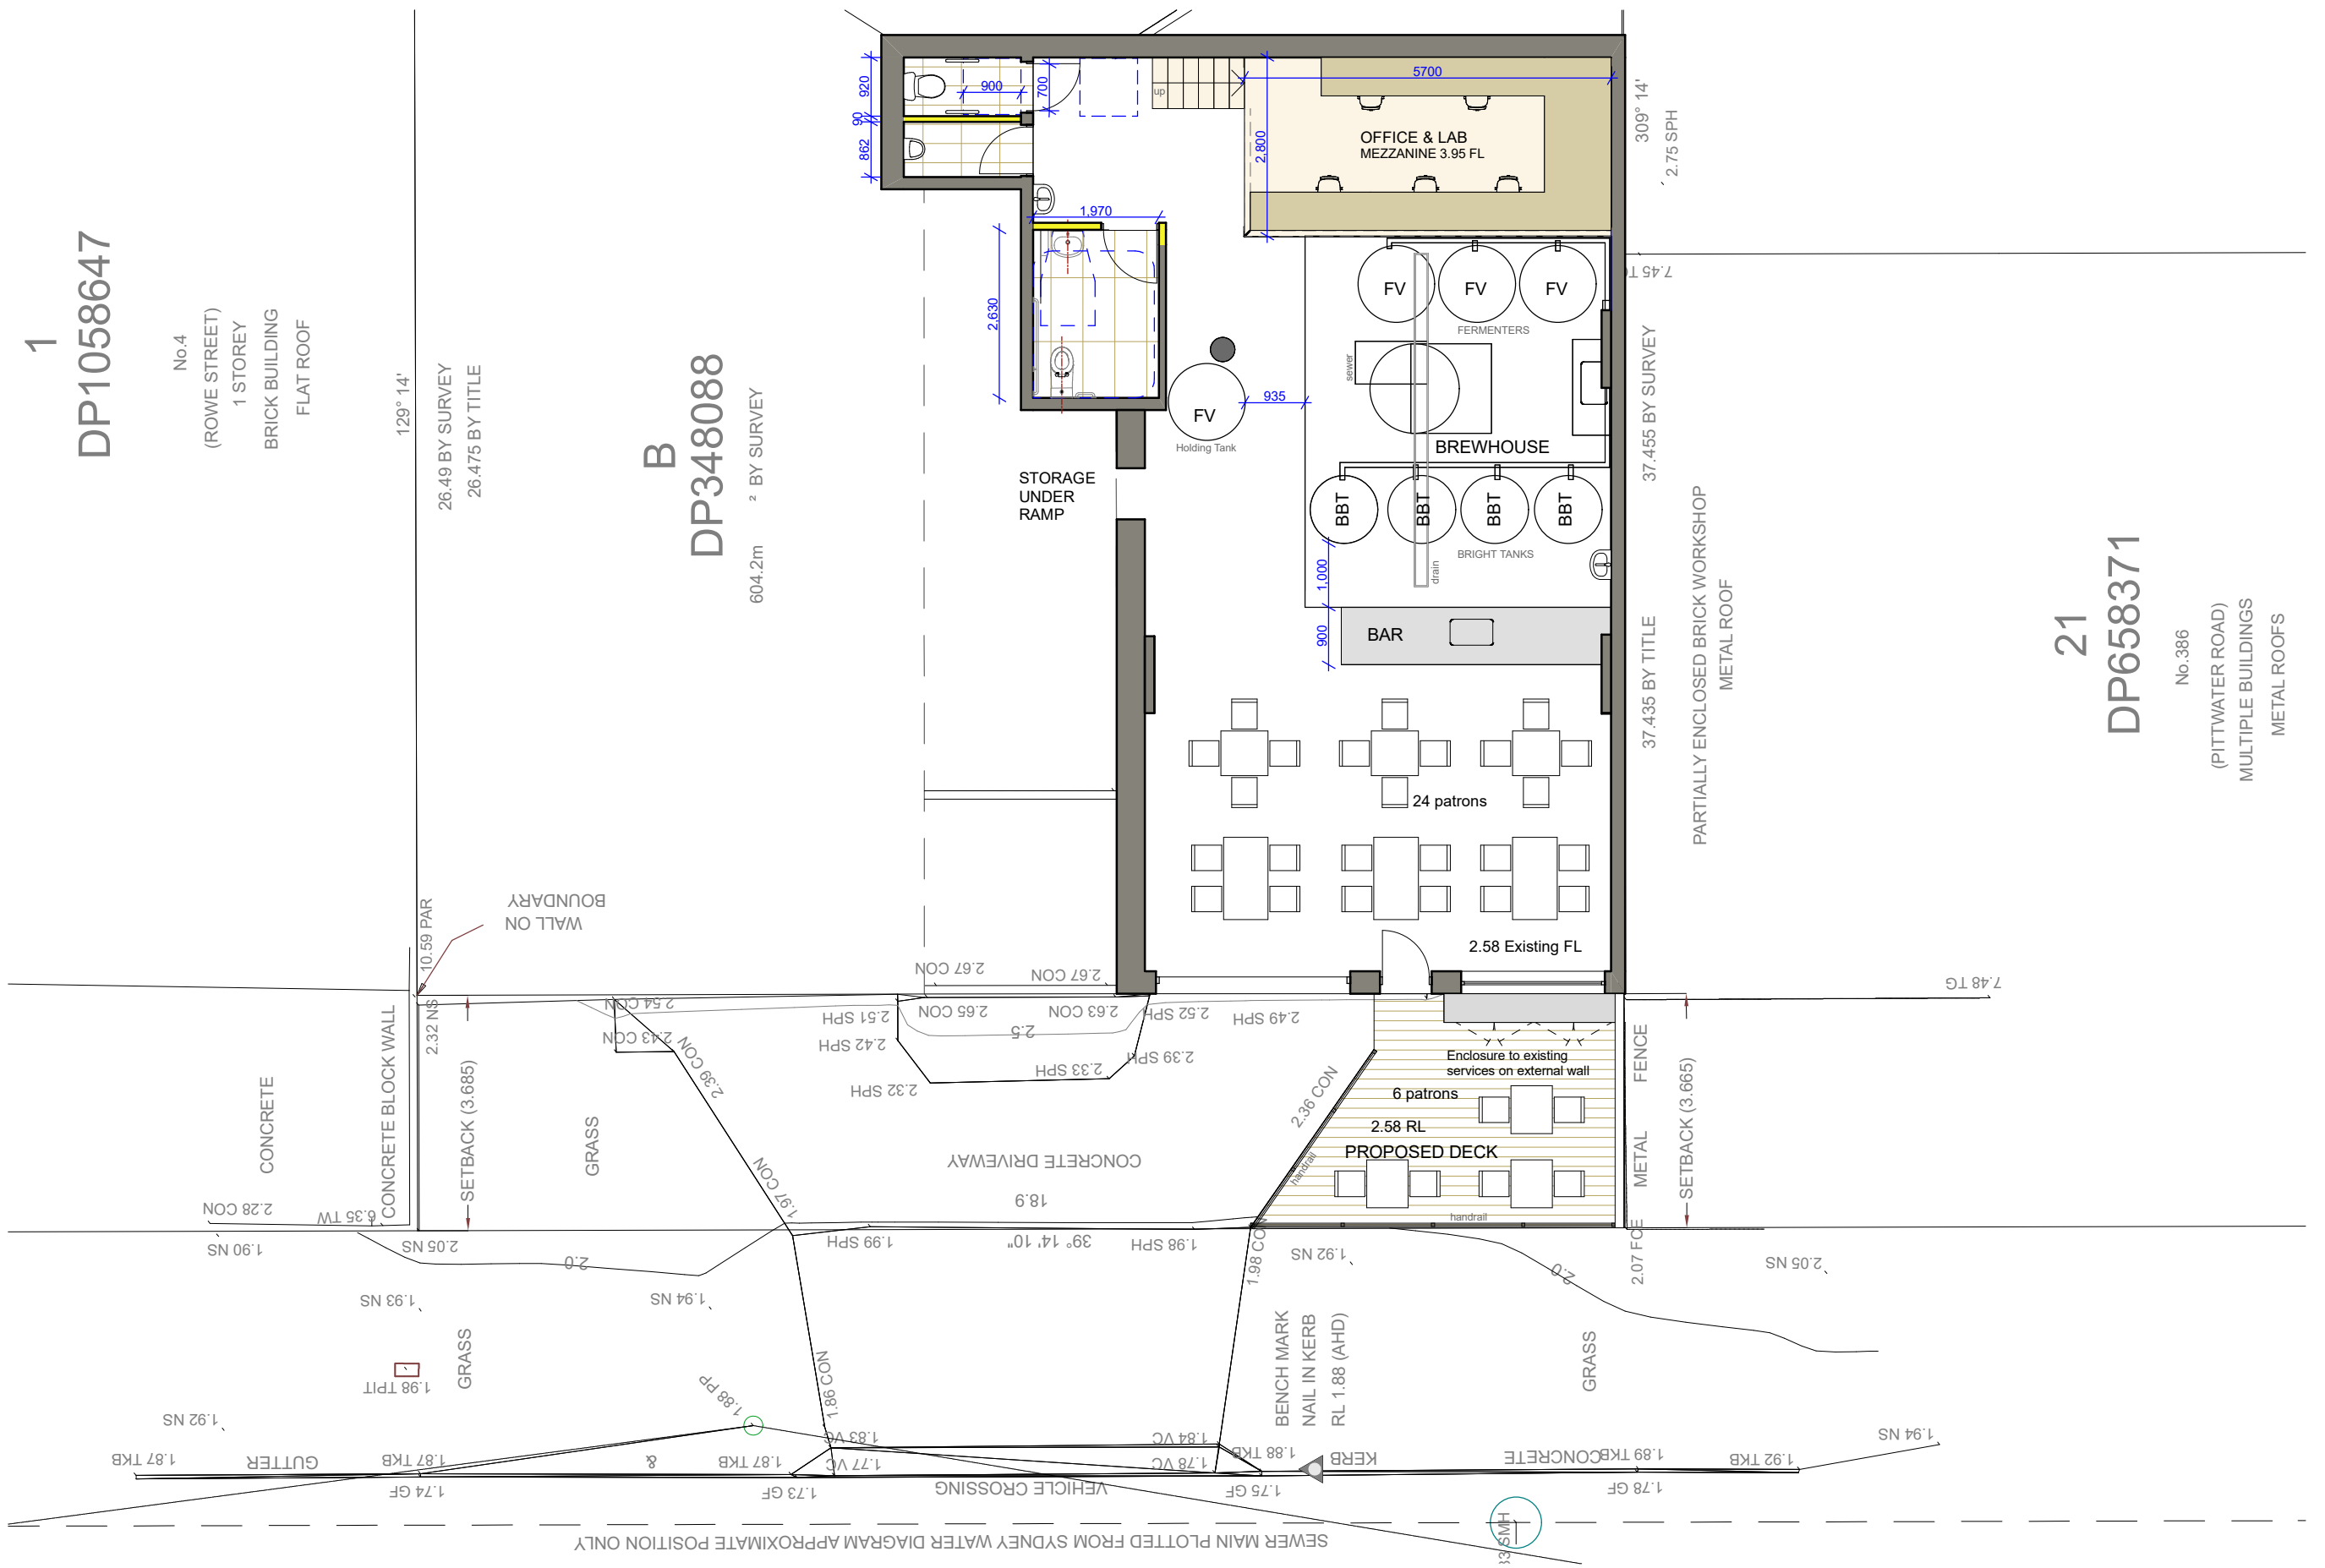 1
DP1058647
No.4
(ROWE STREET)
1 STOREY
BRICK BUILDING
FLAT ROOF
129° 14'
26.49 BY SURVEY
26.475 BY TITLE
B
DP348088
604.2m ² BY SURVEY
920
90
862
900
700
up
5700
2,800
OFFICE & LAB
MEZZANINE 3.95 FL
309° 14'
2.75 SPH
1,970
2,630
FV
FV
FV
FERMENTERS
sewer
FV
Holding Tank
935
BREWHOUSE
STORAGE
UNDER
RAMP
BBT
BBT
BBT
BBT
BRIGHT TANKS
drain
1,000
900
BAR
24 patrons
2.58 Existing FL
37.455 BY SURVEY
37.435 BY TITLE
PARTIALLY ENCLOSED BRICK WORKSHOP
METAL ROOF
21
DP658371
No.386
(PITTWATER ROAD)
MULTIPLE BUILDINGS
METAL ROOFS
7.48 TG
WALL ON
BOUNDARY
10.59 PAR
2.32 NS
CONCRETE
CONCRETE BLOCK WALL
SETBACK (3.685)
GRASS
2.54 CON
2.43 CON
2.39 CON
1.97 CON
2.67 CON
2.67 CON
2.65 CON
2.63 CON
2.51 SPH
2.42 SPH
2.32 SPH
2.33 SPH
2.39 SPH
2.52 SPH
2.49 SPH
2.5
CONCRETE DRIVEWAY
18.9
39° 14' 10"
1.99 SPH
1.98 SPH
2.36 CON
handrail
Enclosure to existing
services on external wall
6 patrons
2.58 RL
PROPOSED DECK
handrail
METAL FENCE
SETBACK (3.665)
2.07 FCE
2.28 CON
6.35 TW
1.90 NS
2.05 NS
2.0
1.93 NS
1.94 NS
GRASS
1.98 TPIT
1.92 NS
1.88 PP
1.86 CON
1.98 CON
1.92 NS
2.0
2.05 NS
BENCH MARK
NAIL IN KERB
RL 1.88 (AHD)
GRASS
1.94 NS
1.87 TKB
GUTTER
1.87 TKB
&
1.87 TKB
1.83 VC
1.77 VC
1.84 VC
1.78 VC
1.88 TKB
KERB
CONCRETE
1.89 TKB
1.92 TKB
1.74 GF
1.73 GF
VEHICLE CROSSING
1.75 GF
1.78 GF
SEWER MAIN PLOTTED FROM SYDNEY WATER DIAGRAM APPROXIMATE POSITION ONLY